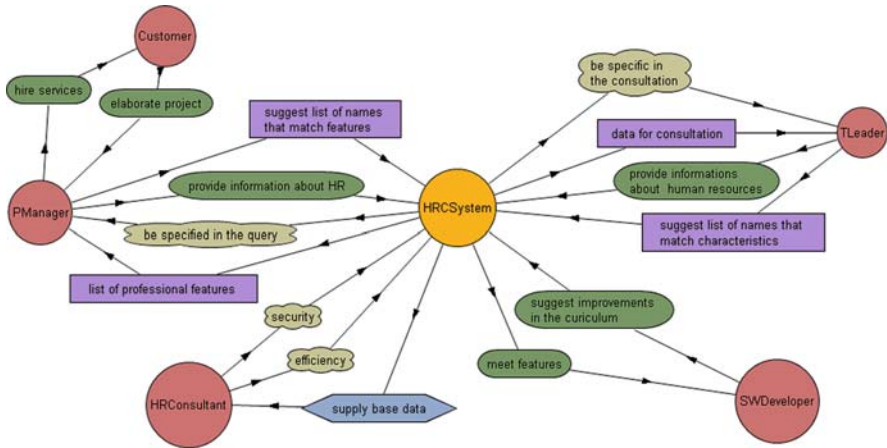 Customer
be specific in
the consultation
hire services
elaborate project
suggest list of names
that match features
data for consultation
TLeader
provide informations
about human resources
provide information about HR
PManager
HRCSystem
be specified in the query
suggest list of names that
match characteristics
list of professional features
security
suggest improvements
in the curiculum
efficiency
meet features
HRConsultant
supply base data
SWDeveloper